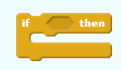 if then